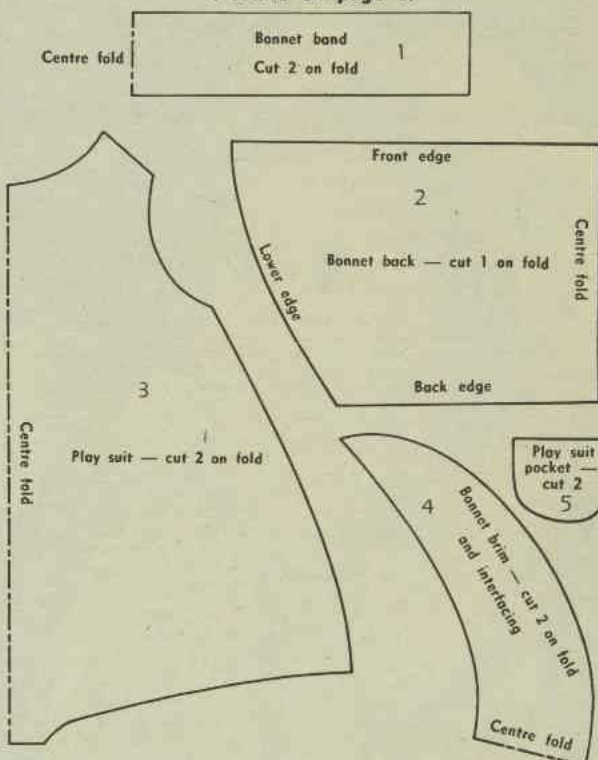 Bonnet band
1
Centre fold
Cut 2 on fold
Front edge
2
Centre fold
Lower edge
Bonnet back — cut 1 on fold
Back edge
3
Centre fold
Play suit — cut 2 on fold
Play suit
pocket —
cut 2
5
4
Bonnet brim — cut 2 on fold
and interfacing
Centre fold